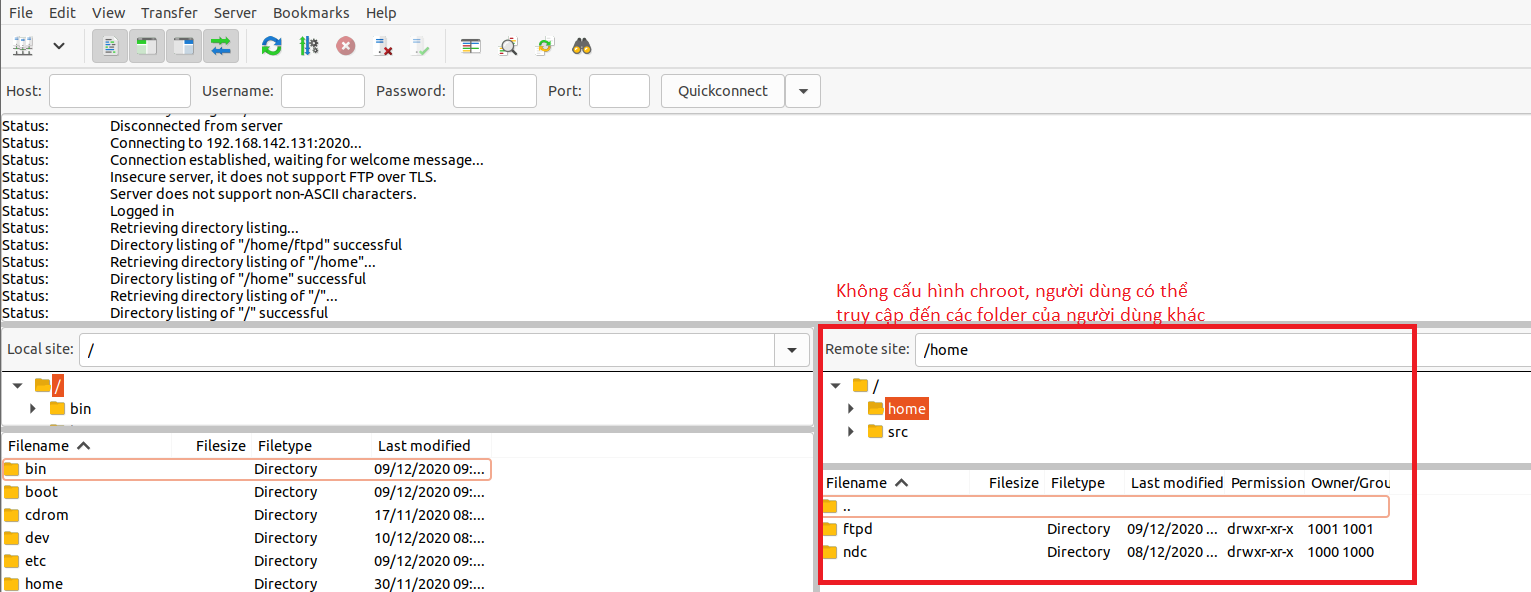 File Edit View Transfer Server Bookmarks Help
Host: Username: Password: Port: Quickconnect
Status: Disconnected from server
Status: Connecting to 192.168.142.131:2020...
Status: Connection established, waiting for welcome message...
Status: Insecure server, it does not support FTP over TLS.
Status: Server does not support non-ASCII characters.
Status: Logged in
Status: Retrieving directory listing...
Status: Directory listing of "/home/ftpd" successful
Status: Retrieving directory listing of "/home"...
Status: Directory listing of "/home" successful
Status: Retrieving directory listing of "/"...
Status: Directory listing of "/" successful
Không cấu hình chroot, người dùng có thể
truy cập đến các folder của người dùng khác
Local site: /
/
bin
Filename Filesize Filetype Last modified
bin Directory 09/12/2020 09:...
boot Directory 09/12/2020 09:...
cdrom Directory 17/11/2020 08:...
dev Directory 10/12/2020 08:...
etc Directory 09/12/2020 09:...
home Directory 30/11/2020 09:...
Remote site: /home
/
home
src
Filename Filesize Filetype Last modified Permission Owner/Grou
..
ftpd Directory 09/12/2020 ... drwxr-xr-x 1001 1001
ndc Directory 08/12/2020 ... drwxr-xr-x 1000 1000